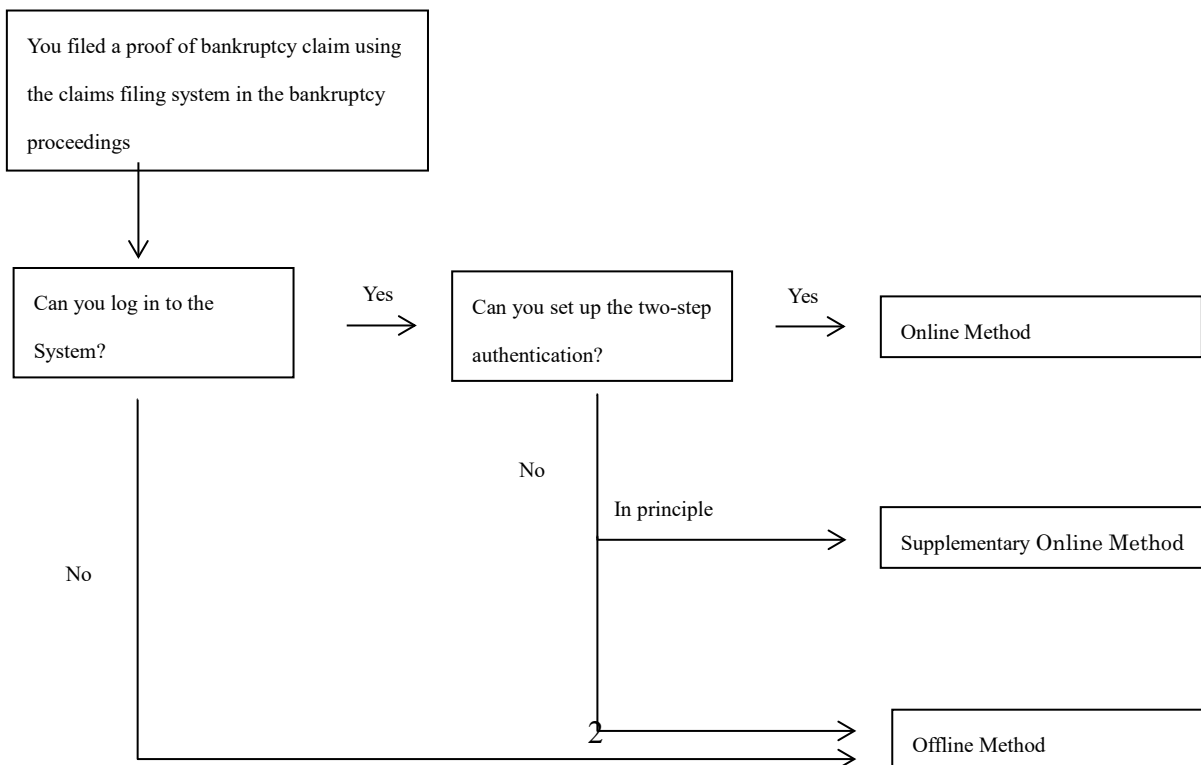 You filed a proof of bankruptcy claim using
the claims filing system in the bankruptcy
proceedings
Can you log in to the
System?
Yes
Can you set up the two-step
authentication?
Yes
Online Method
No
In principle
Supplementary Online Method
No
2
Offline Method